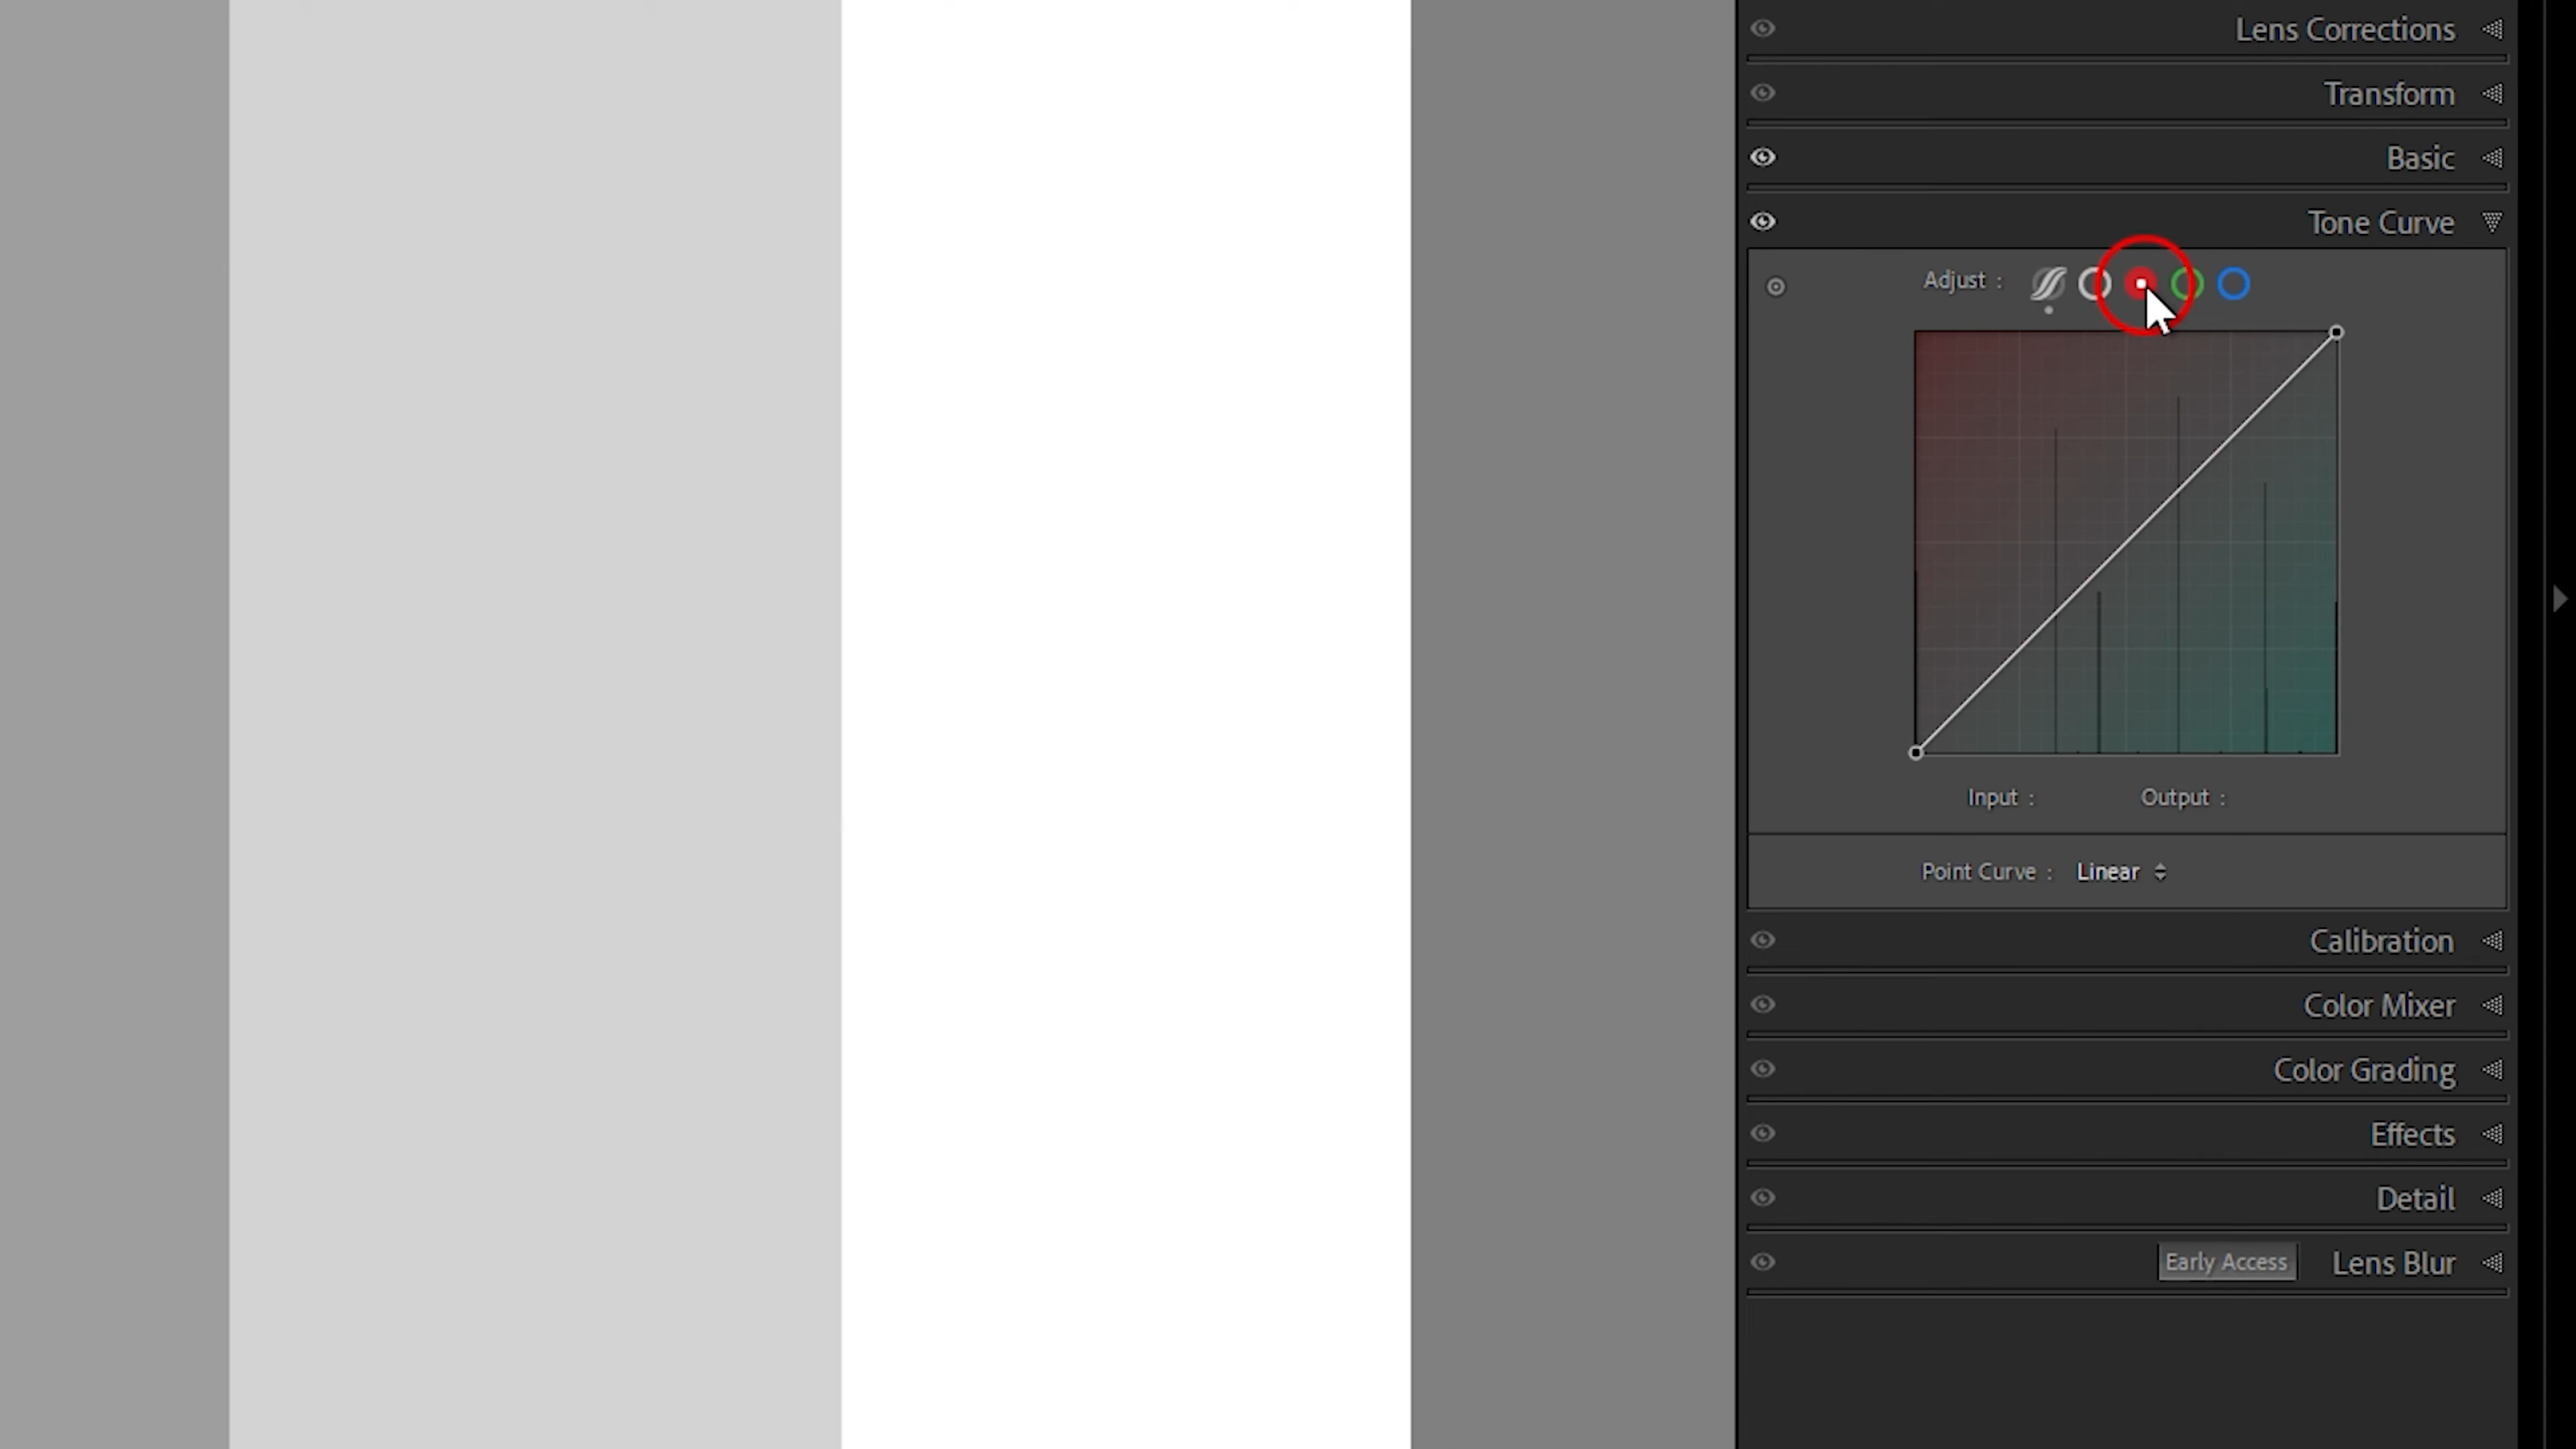 Lens Corrections
Transform
Basic
Tone Curve
Adjust :
Input : Output :
Point Curve : Linear
Calibration
Color Mixer
Color Grading
Effects
Detail
Early Access Lens Blur